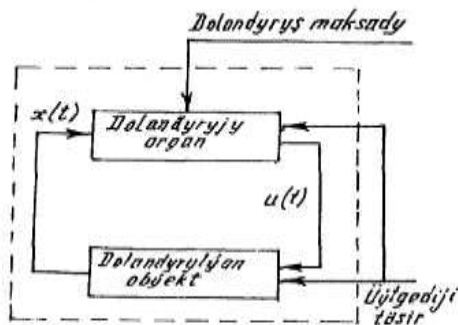 Dolandyryş maksady
x(t)
Dolandyryjy
organ
u(t)
Dolandyrylýan
obýekt
Üýtgediji
täsir